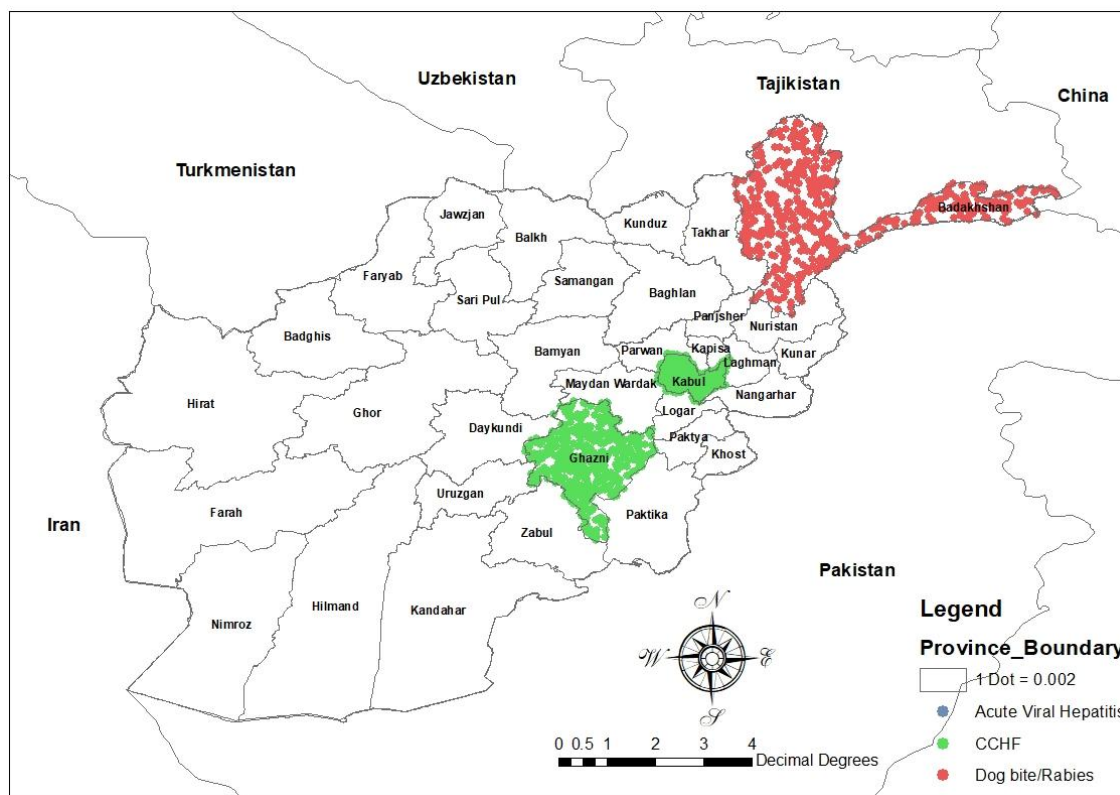 Uzbekistan
Tajikistan
China
Turkmenistan
Jawzjan
Balkh
Kunduz
Takhar
Badakhshan
Faryab
Sari Pul
Samangan
Baghlan
Panjsher
Nuristan
Badghis
Bamyan
Parwan
Kapisa
Laghman
Kunar
Maydan Wardak
Kabul
Nangarhar
Hirat
Ghor
Daykundi
Logar
Paktya
Khost
Ghazni
Uruzgan
Iran
Farah
Zabul
Paktika
Pakistan
Nimroz
Hilmand
Kandahar
N
W
E
S
0 0.5 1 2 3 4
Decimal Degrees
Legend
Province_Boundary
1 Dot = 0.002
Acute Viral Hepatitis
CCHF
Dog bite/Rabies